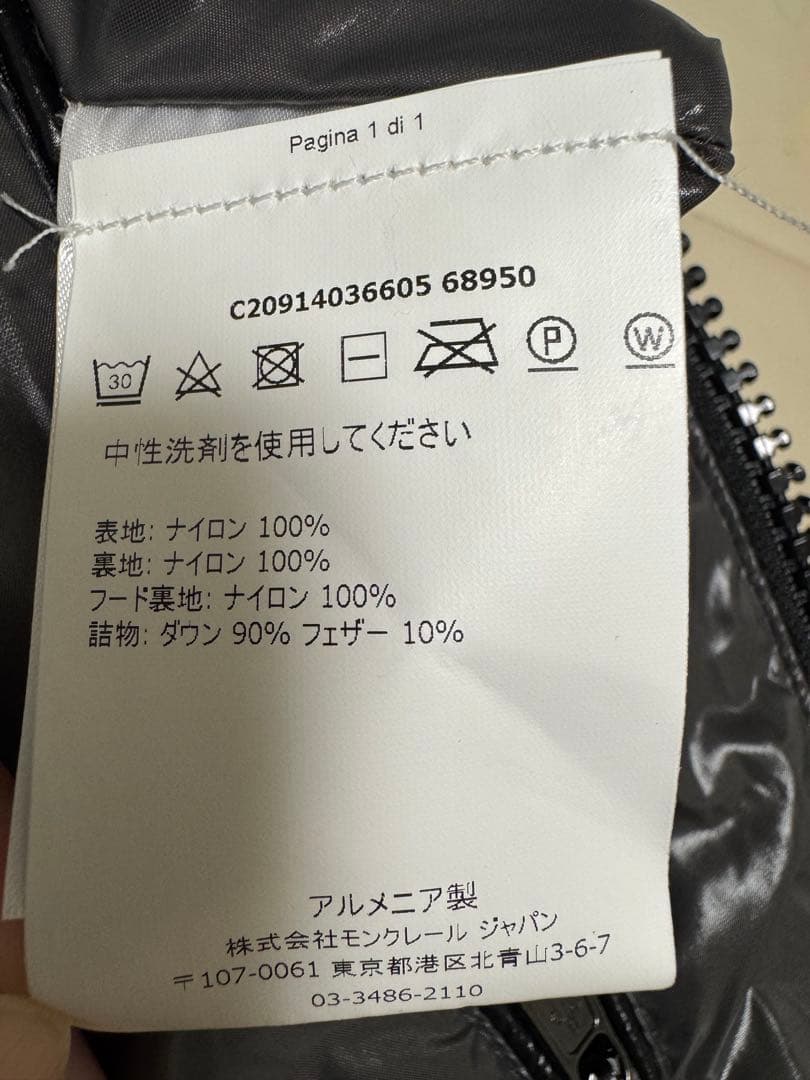 Pagina 1 di 1
C20914036605 68950
30 P W
中性洗剤を使用してください
表地: ナイロン 100%
裏地: ナイロン 100%
フード裏地: ナイロン 100%
詰物: ダウン 90% フェザー 10%
アルメニア製
株式会社モンクレール ジャパン
〒107-0061 東京都港区北青山3-6-7
03-3486-2110